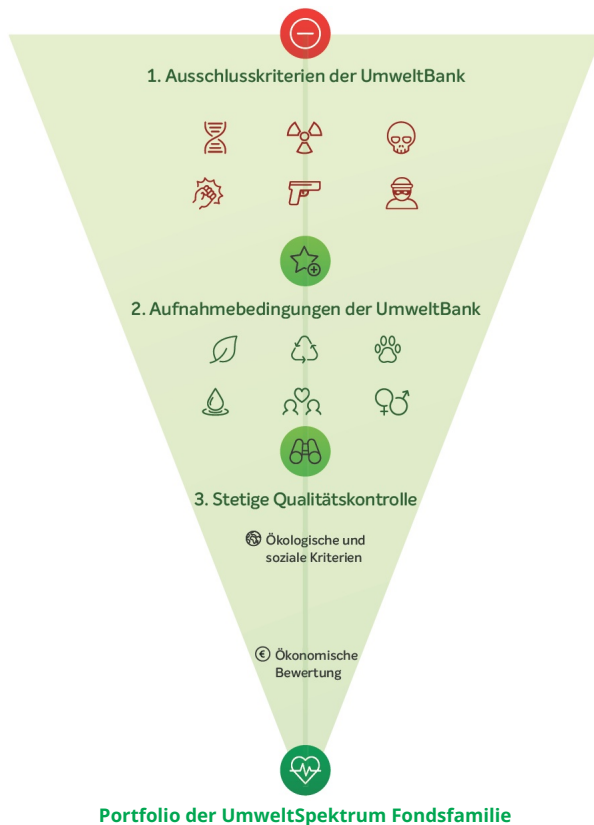 1. Ausschlusskriterien der UmweltBank
2. Aufnahmebedingungen der UmweltBank
3. Stetige Qualitätskontrolle
Ökologische und
soziale Kriterien
€ Ökonomische
Bewertung
Portfolio der UmweltSpektrum Fondsfamilie